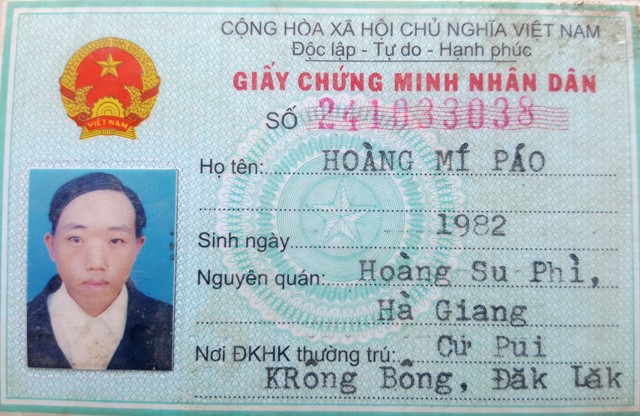 CỘNG HÒA XÃ HỘI CHỦ NGHĨA VIỆT NAM
Độc lập - Tự do - Hạnh phúc
GIẤY CHỨNG MINH NHÂN DÂN
SỐ 241033038
Họ tên: HOÀNG MÍ PÁO
Sinh ngày 1982
Nguyên quán: Hoàng Su Phì,
Hà Giang
Nơi ĐKHK thường trú: Cư Pui
KRông Bông, Đăk Lăk
VIỆT NAM